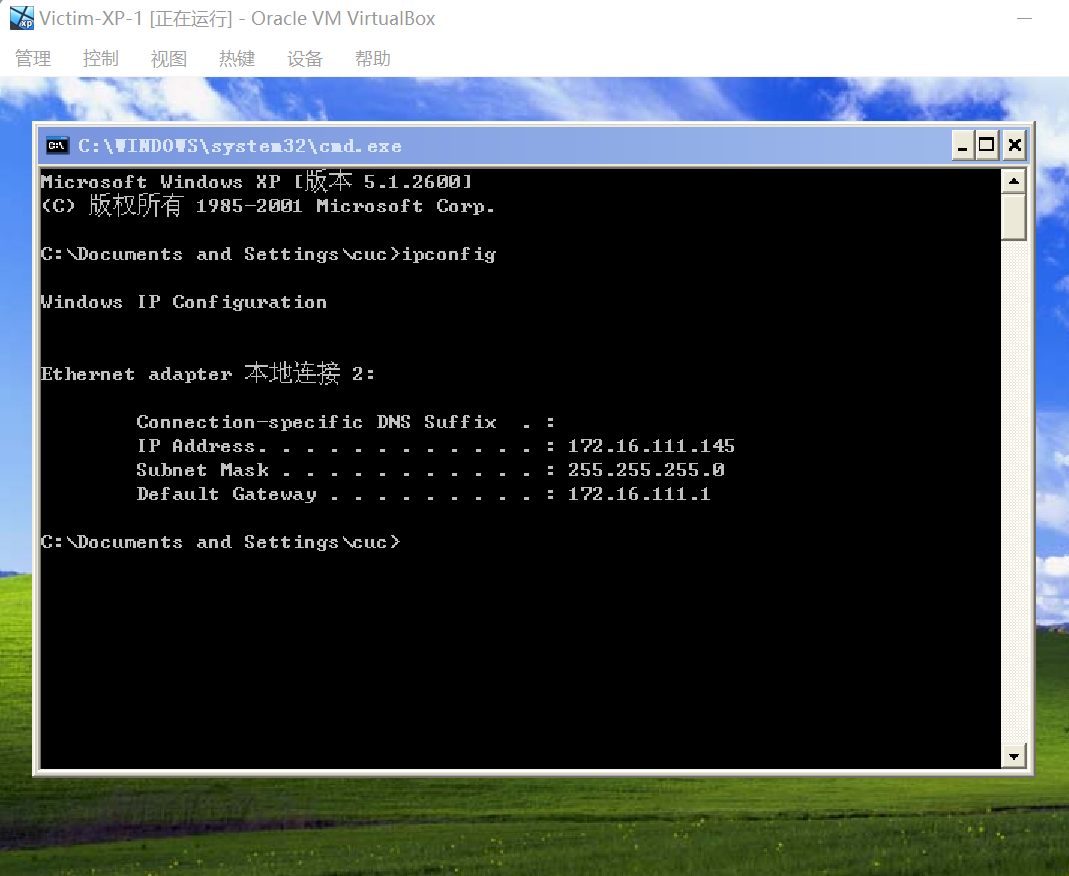 Victim-XP-1 [正在运行] - Oracle VM VirtualBox
管理 控制 视图 热键 设备 帮助
C:\WINDOWS\system32\cmd.exe
Microsoft Windows XP [版本 5.1.2600]
(C) 版权所有 1985-2001 Microsoft Corp.
C:\Documents and Settings\cuc>ipconfig
Windows IP Configuration
Ethernet adapter 本地连接 2:
Connection-specific DNS Suffix  . :
IP Address. . . . . . . . . . . . : 172.16.111.145
Subnet Mask . . . . . . . . . . . : 255.255.255.0
Default Gateway . . . . . . . . . : 172.16.111.1
C:\Documents and Settings\cuc>